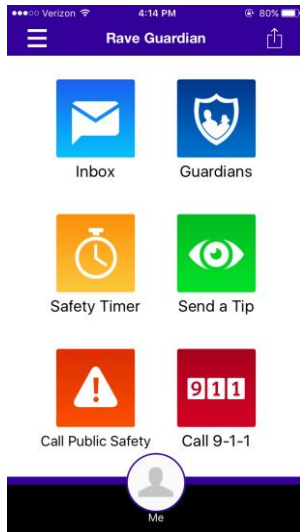 Verizon 4:14 PM 80%
Rave Guardian
Inbox Guardians
Safety Timer Send a Tip
911
Call Public Safety Call 9-1-1
Me